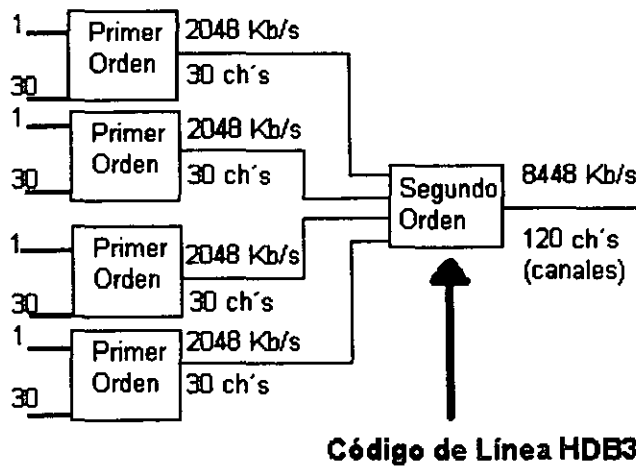 1
Primer
Orden
30
2048 Kb/s
30 ch´s
1
Primer
Orden
30
2048 Kb/s
30 ch´s
1
Primer
Orden
30
2048 Kb/s
30 ch´s
1
Primer
Orden
30
2048 Kb/s
30 ch´s
Segundo
Orden
8448 Kb/s
120 ch´s
(canales)
Código de Línea HDB3